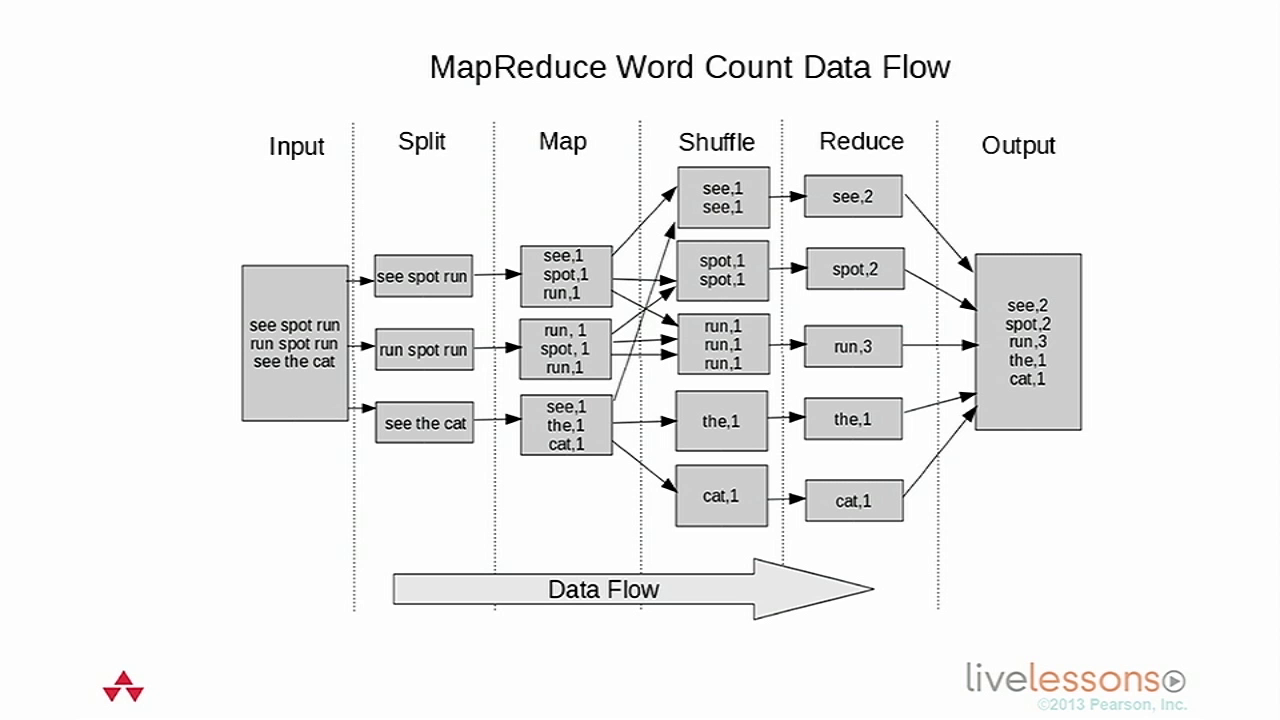 MapReduce Word Count Data Flow
Input
Split
Map
Shuffle
Reduce
Output
see spot run
run spot run
see the cat
see spot run
run spot run
see the cat
see,1
spot,1
run,1
run, 1
spot, 1
run,1
see,1
the,1
cat,1
see,1
see,1
spot,1
spot,1
run,1
run,1
run,1
the,1
cat,1
see,2
spot,2
run,3
the,1
cat,1
see,2
spot,2
run,3
the,1
cat,1
Data Flow
livelessons
©2013 Pearson, Inc.